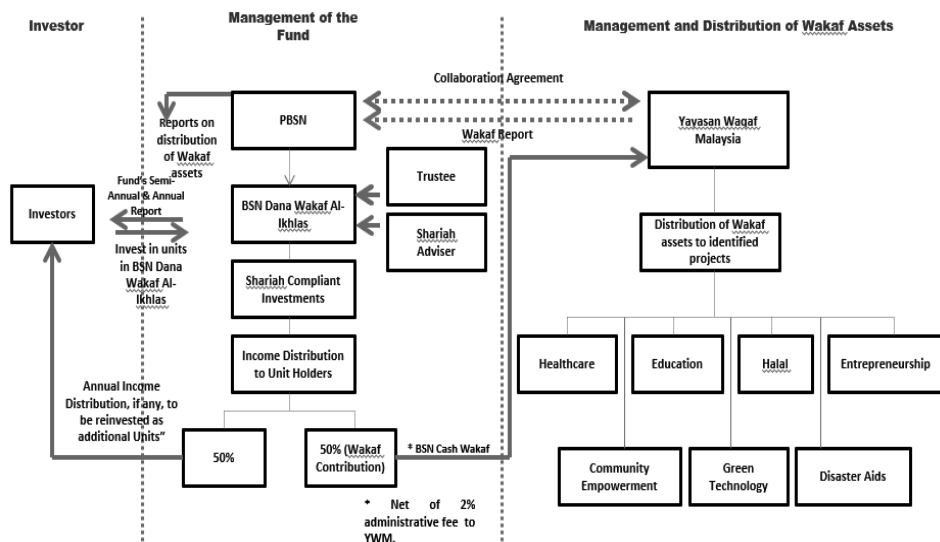 Investor
Management of the
Fund
Management and Distribution of Wakaf Assets
Collaboration Agreement
PBSN
Yayasan Waqaf
Malaysia
Wakaf Report
Reports on
distribution
of Wakaf
assets
Trustee
Fund's Semi-
Annual & Annual
Report
Investors
BSN Dana Wakaf Al-
Ikhlas
Shariah
Adviser
Distribution of Wakaf
assets to identified
projects
Invest in units
in BSN Dana
Wakaf Al-
Ikhlas
Shariah Compliant
Investments
Income Distribution
to Unit Holders
Healthcare
Education
Halal
Entrepreneurship
Annual Income
Distribution, if any, to
be reinvested as
additional Units"
50%
50% (Wakaf
Contribution)
* BSN Cash Wakaf
Community
Empowerment
Green
Technology
Disaster Aids
* Net of 2%
administrative fee to
YWM.